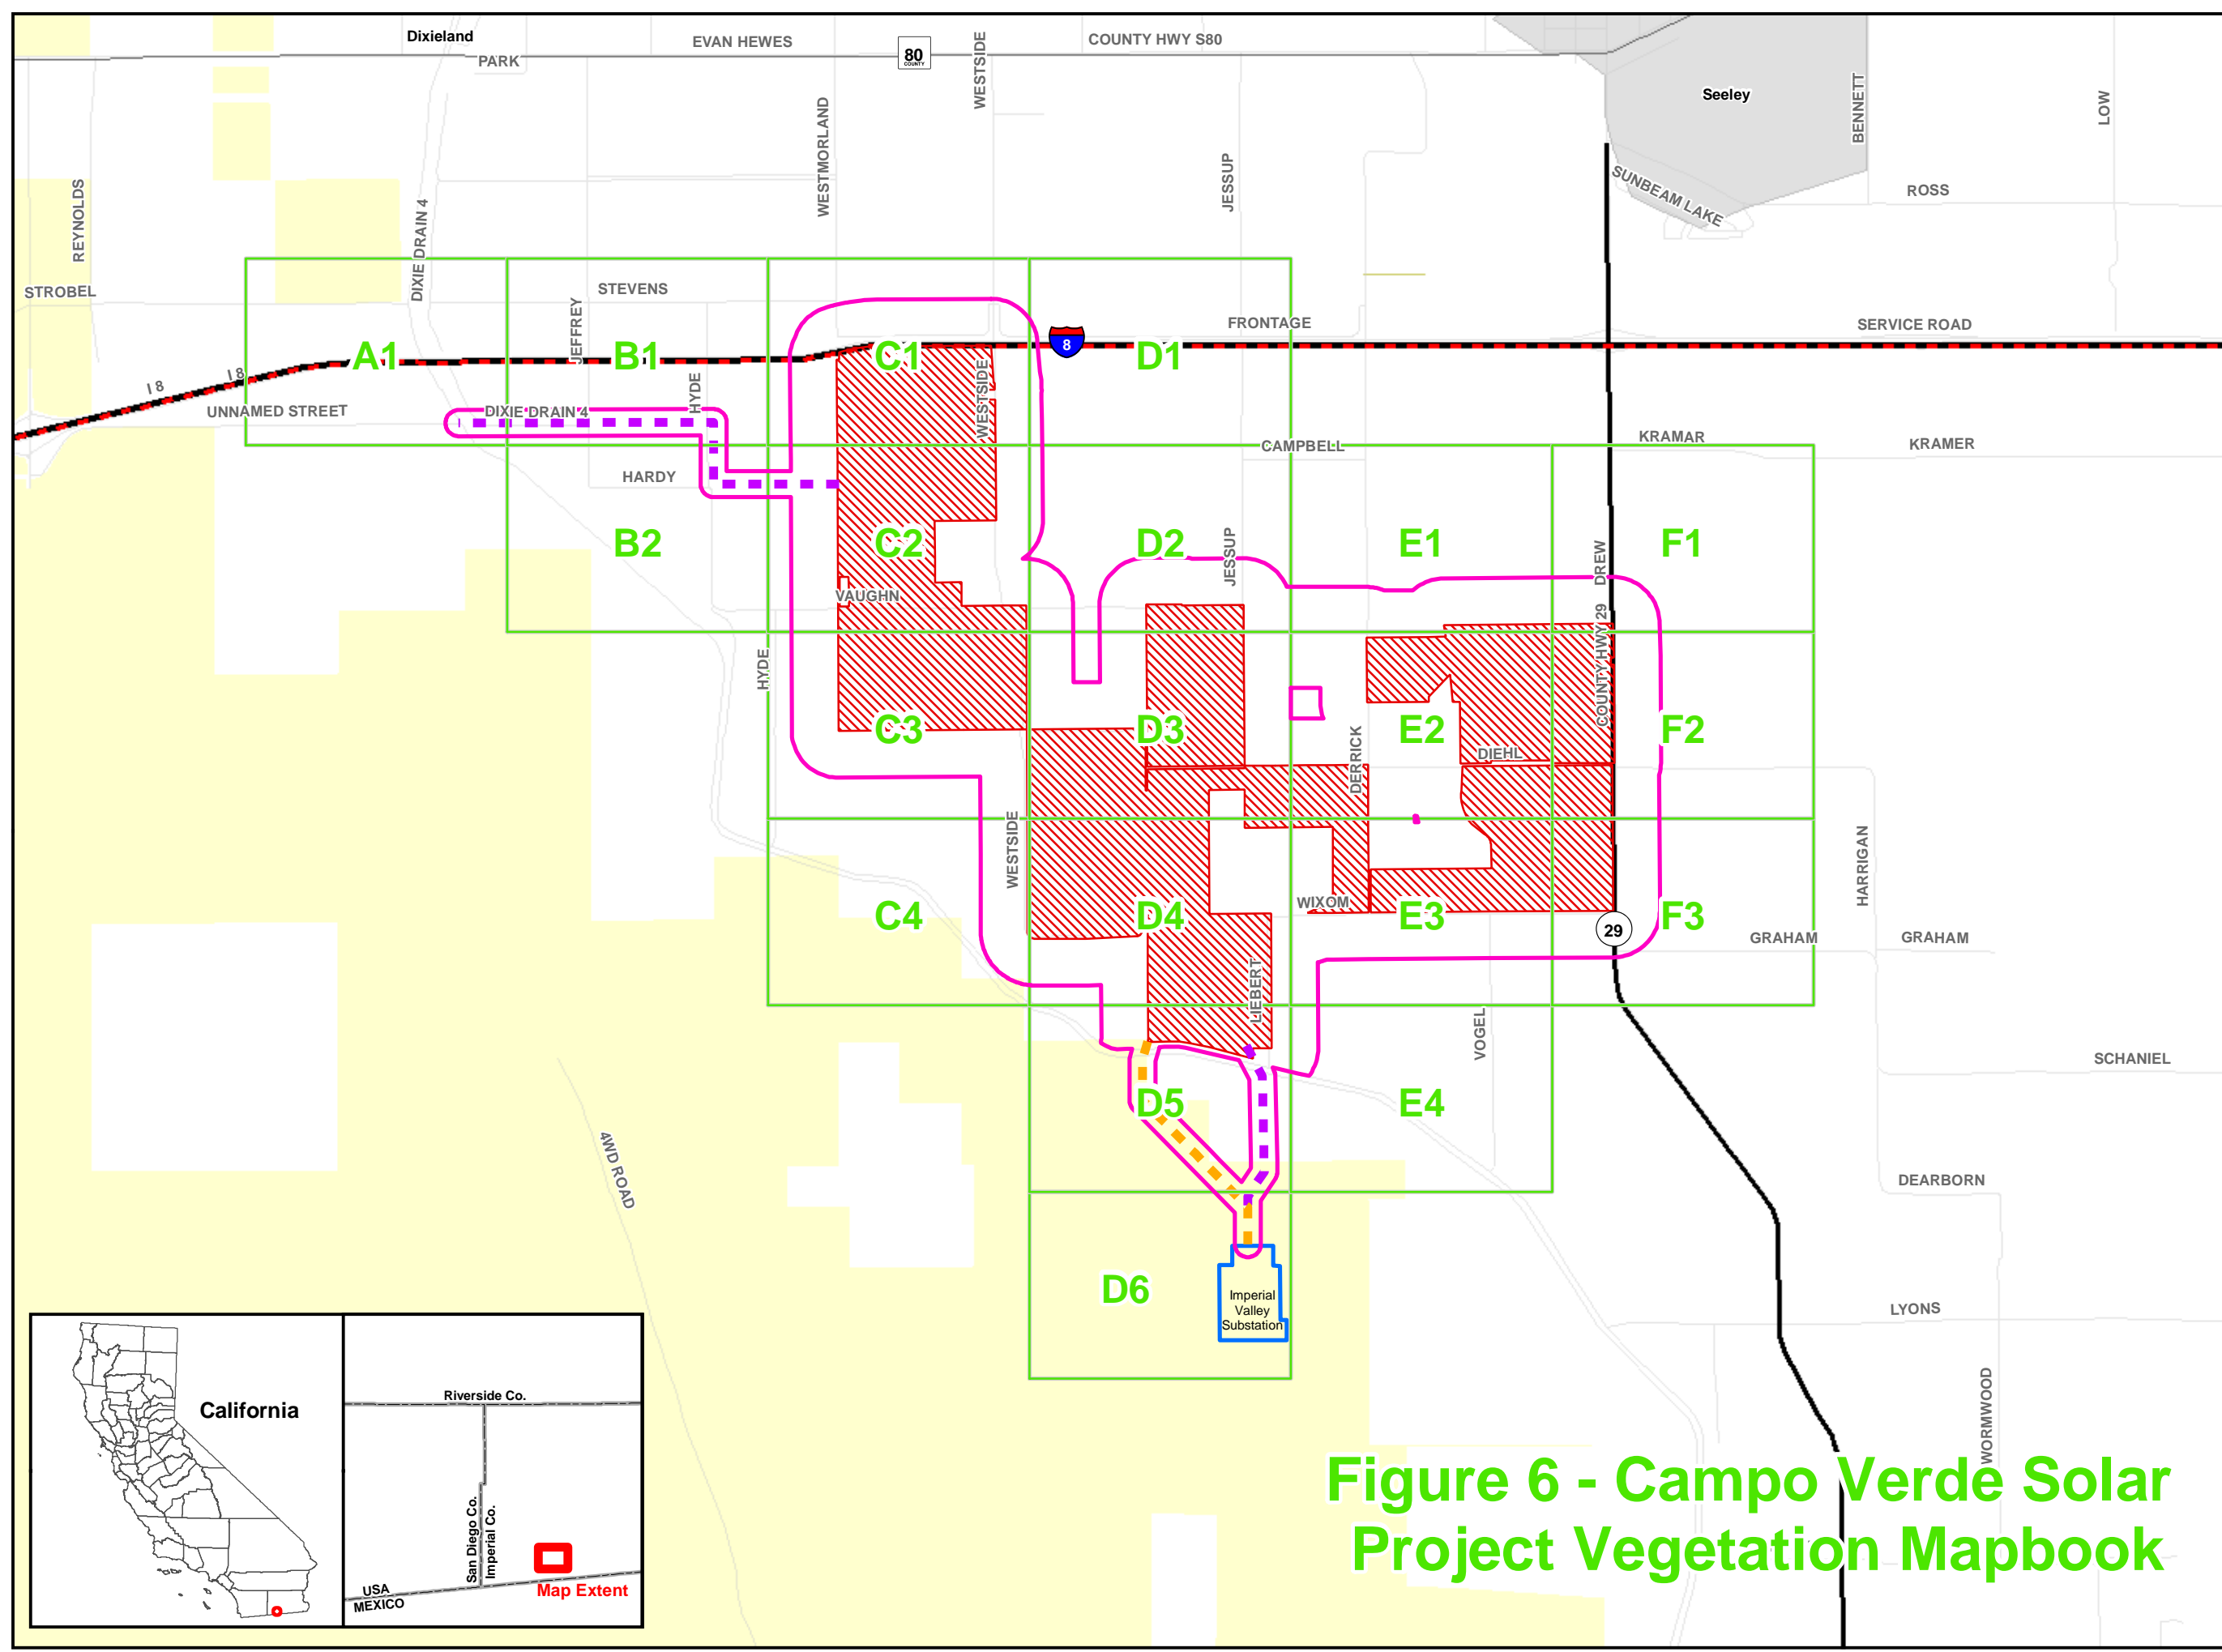 Dixieland
EVAN HEWES
80
COUNTY
COUNTY HWY S80
PARK
WESTSIDE
Seeley
BENNETT
LOW
WESTMORLAND
JESSUP
REYNOLDS
DIXIE DRAIN 4
SUNBEAM LAKE
ROSS
STROBEL
STEVENS
JEFFREY
FRONTAGE
SERVICE ROAD
A1
B1
C1
8
D1
I 8
I 8
HYDE
WESTSIDE
UNNAMED STREET
DIXIE DRAIN 4
CAMPBELL
KRAMAR
KRAMER
HARDY
B2
C2
D2
JESSUP
E1
DREW
F1
VAUGHN
HYDE
COUNTY HWY 29
C3
D3
DERRICK
E2
DIEHL
F2
WESTSIDE
HARRIGAN
C4
D4
WIXOM
E3
29
F3
GRAHAM
GRAHAM
LIEBERT
VOGEL
SCHANIEL
4WD ROAD
D5
E4
DEARBORN
D6
Imperial
Valley
Substation
LYONS
WORMWOOD
California
Riverside Co.
San Diego Co.
Imperial Co.
USA
MEXICO
Map Extent
Figure 6 - Campo Verde Solar
Project Vegetation Mapbook